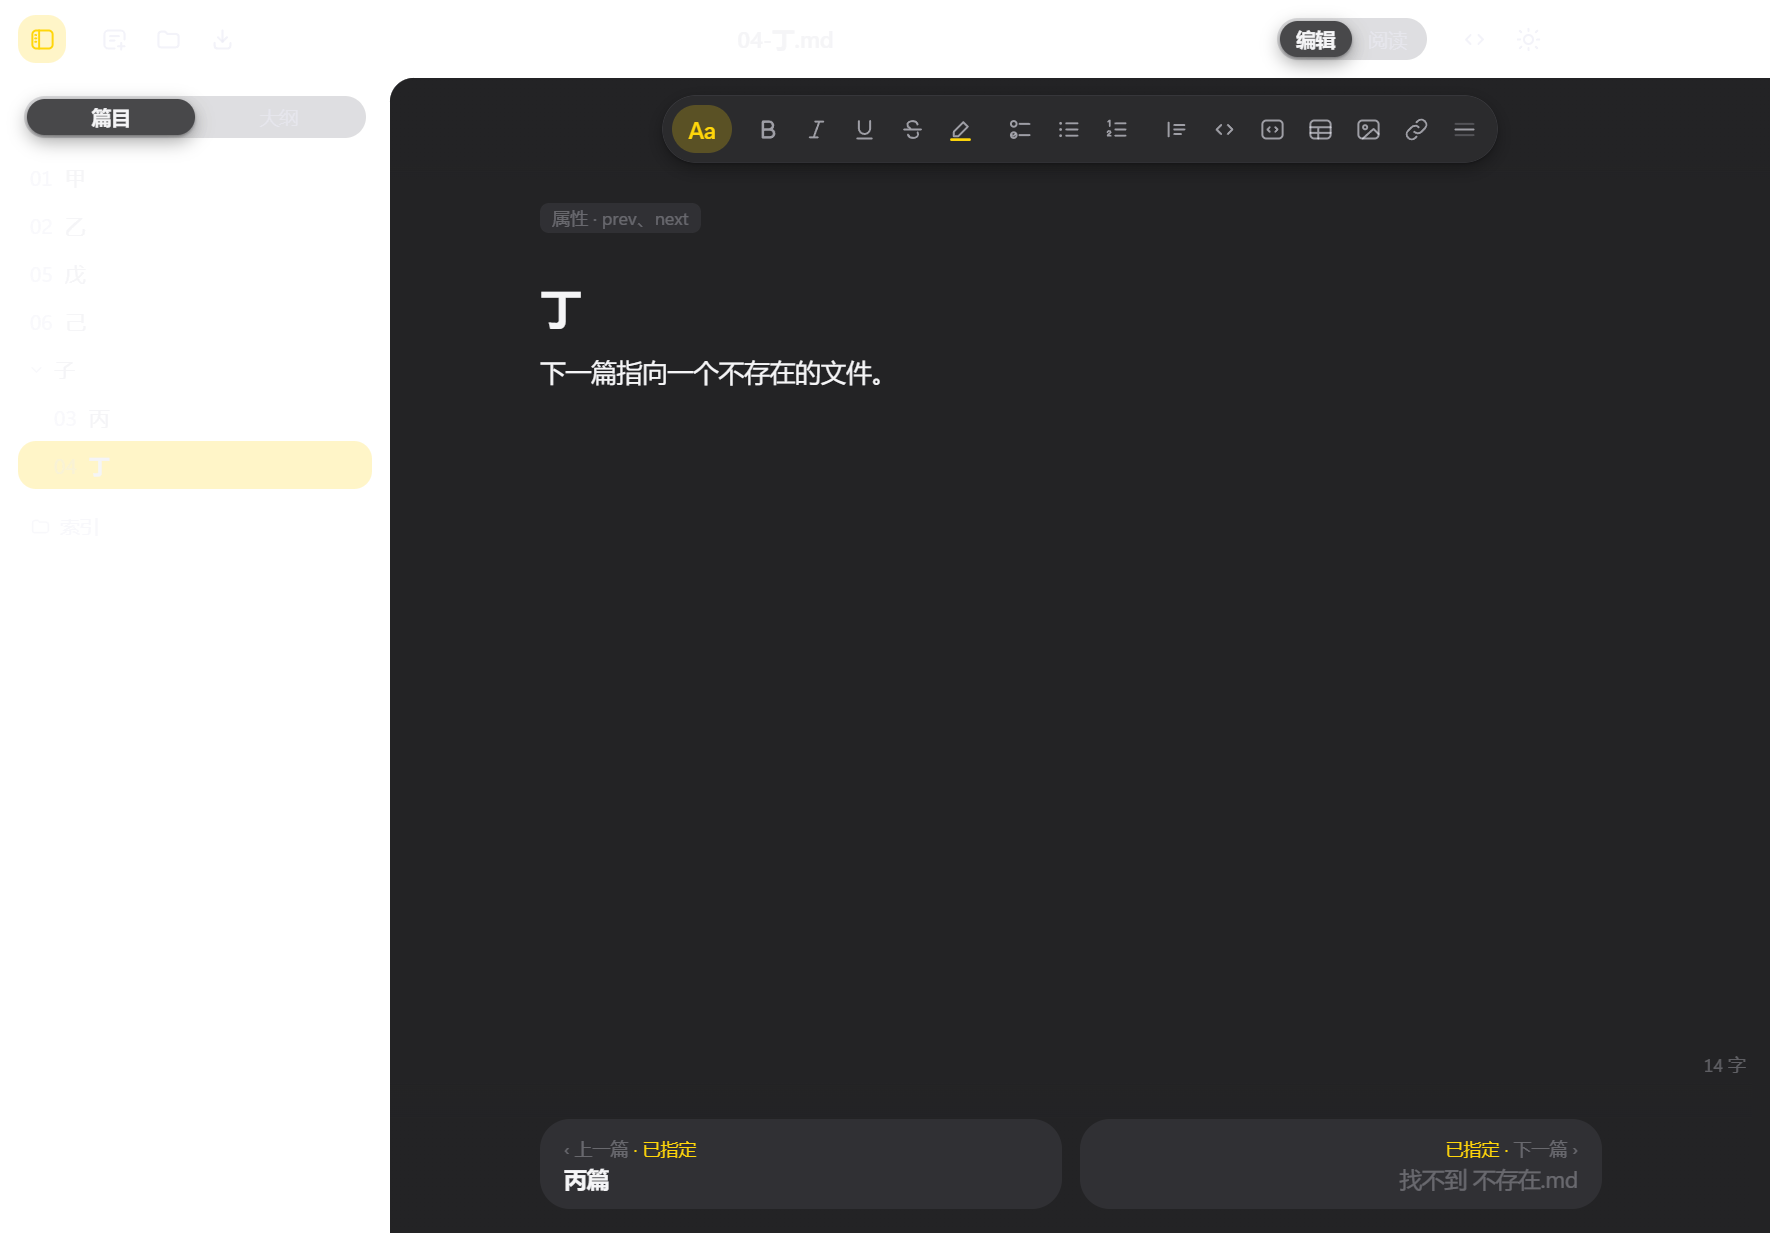 04-丁.md
编辑 阅读
篇目 大纲
01 甲
02 乙
05 戊
06 己
子
03 丙
04 丁
索引
Aa
属性 · prev、next
丁
下一篇指向一个不存在的文件。
14 字
‹ 上一篇 · 已指定
丙篇
已指定 · 下一篇 ›
找不到 不存在.md